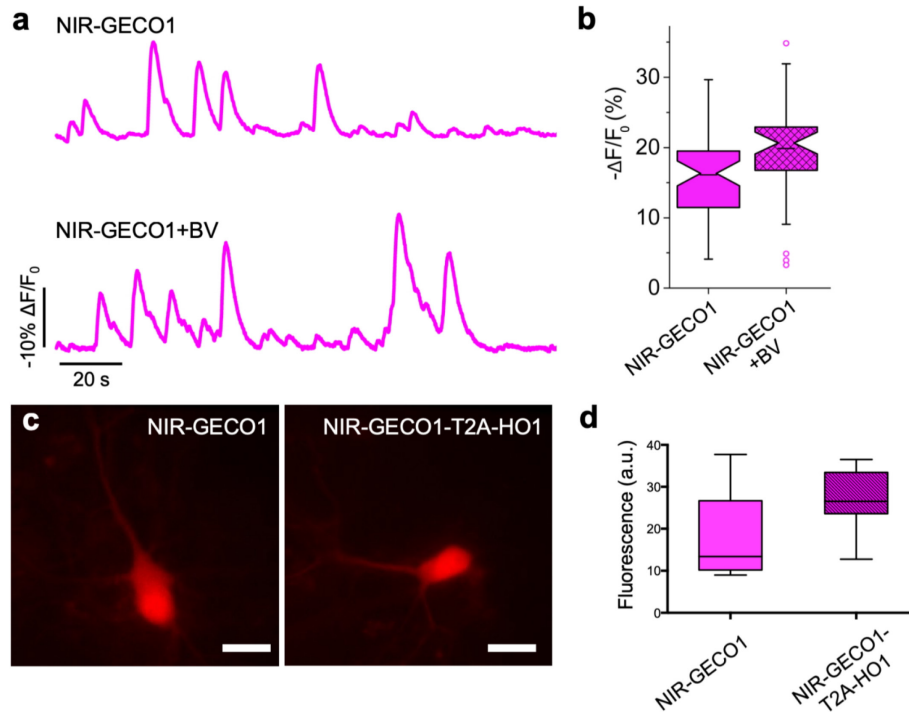 a
NIR-GECO1
NIR-GECO1+BV
-10% ΔF/F0
20 s
b
-ΔF/F0 (%)
30
20
10
0
NIR-GECO1
NIR-GECO1
+BV
c
NIR-GECO1
NIR-GECO1-T2A-HO1
d
Fluorescence (a.u.)
40
30
20
10
0
NIR-GECO1
NIR-GECO1-
T2A-HO1